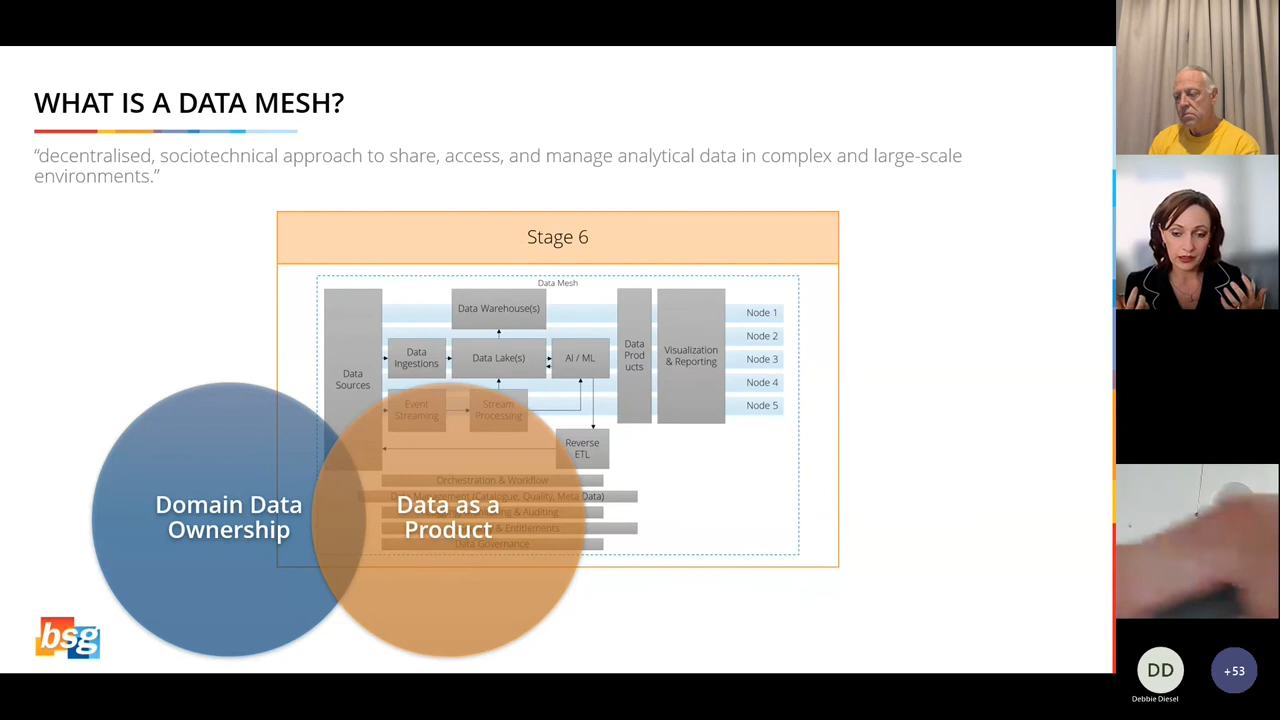 WHAT IS A DATA MESH?
“decentralised, sociotechnical approach to share, access, and manage analytical data in complex and large-scale
environments.”
Stage 6
Data Mesh
Data
Sources
Data Warehouse(s)
Data
Ingestions
Data Lake(s)
AI / ML
Event
Streaming
Stream
Processing
Reverse
ETL
Data
Prod
ucts
Visualization
& Reporting
Node 1
Node 2
Node 3
Node 4
Node 5
Orchestration & Workflow
Management (Catalogue, Quality, Meta Data)
& Auditing
& Entitlements
Data Governance
Domain Data
Ownership
Data as a
Product
bsg
DD
Debbie Diesel
+53